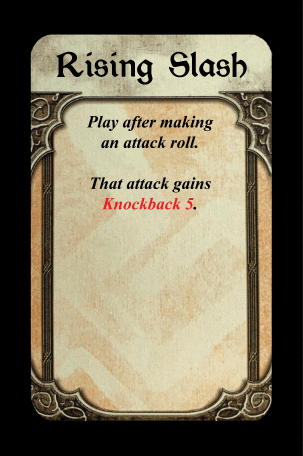 Rising Slash
Play after making
an attack roll.
That attack gains
Knockback 5.